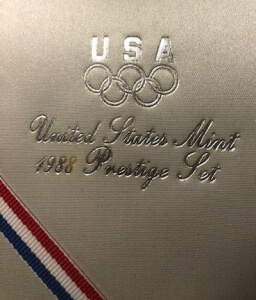 USA
United States Mint
1988 Prestige Set